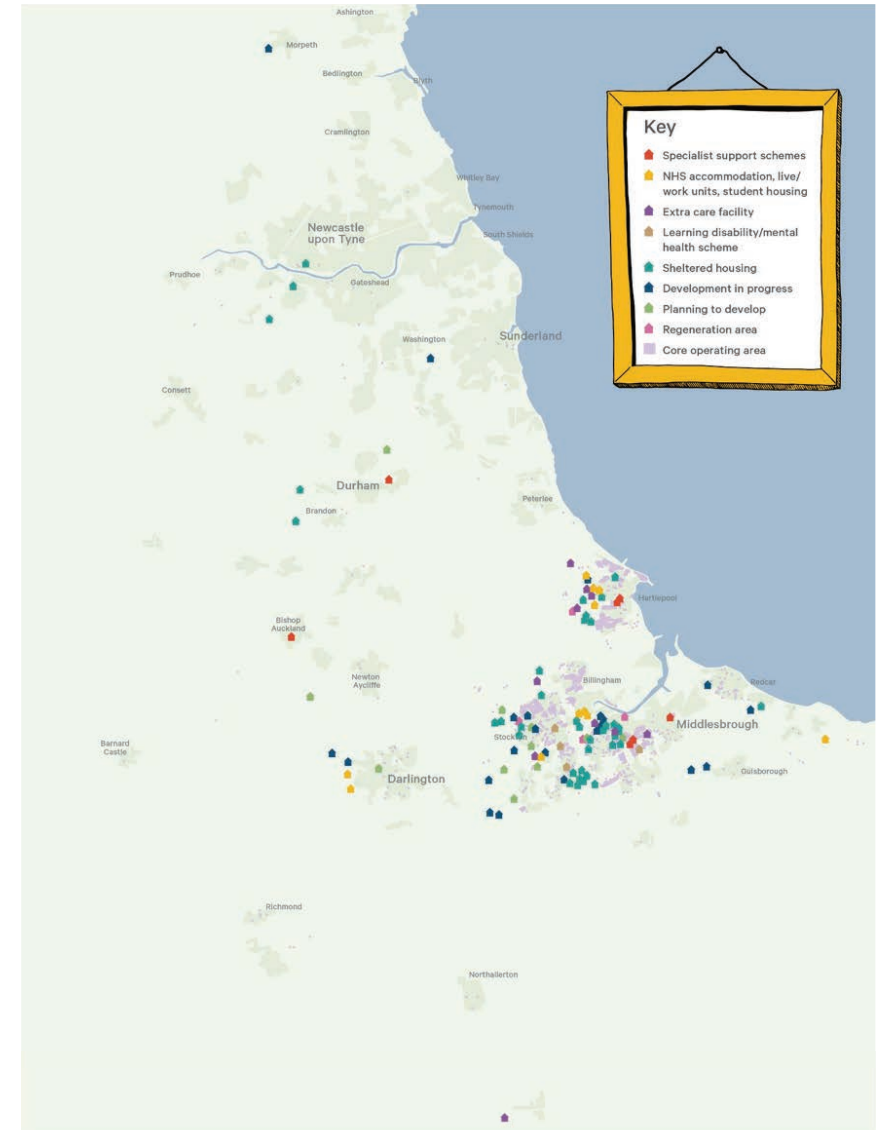 Ashington
Morpeth
Bedlington
Blyth
Cramlington
Whitley Bay
Tynemouth
Newcastle
upon Tyne
South Shields
Prudhoe
Gateshead
Washington
Sunderland
Consett
Durham
Brandon
Peterlee
Hartlepool
Bishop
Auckland
Newton
Aycliffe
Billingham
Redcar
Middlesbrough
Barnard
Castle
Darlington
Guisborough
Richmond
Northallerton
Key
Specialist support schemes
NHS accommodation, live/
work units, student housing
Extra care facility
Learning disability/mental
health scheme
Sheltered housing
Development in progress
Planning to develop
Regeneration area
Core operating area